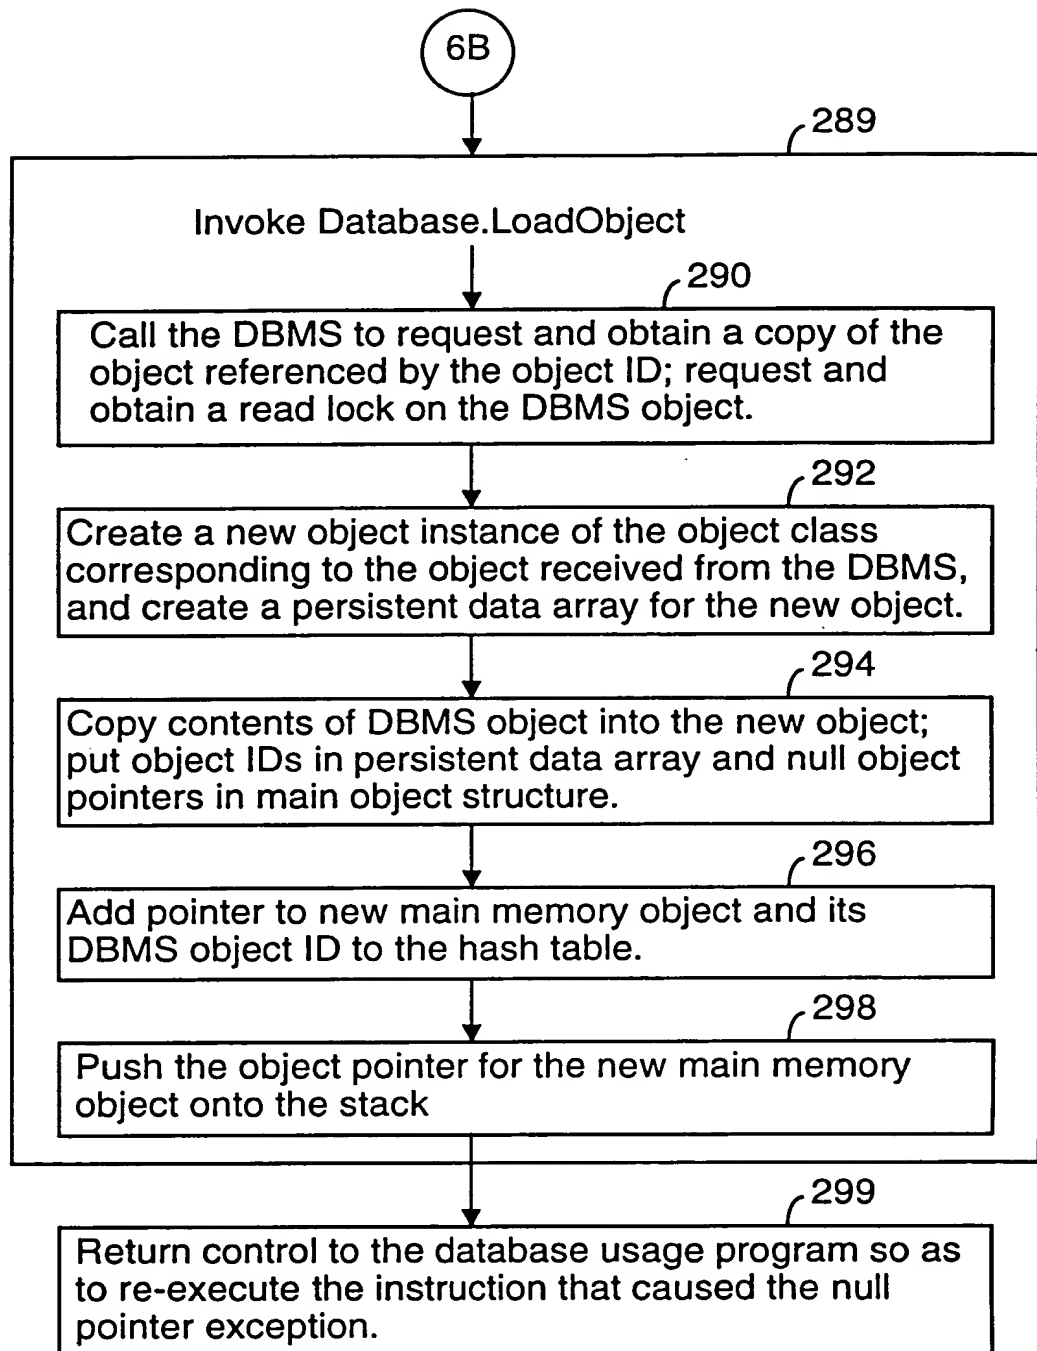 6B
289
Invoke Database.LoadObject
290
Call the DBMS to request and obtain a copy of the
object referenced by the object ID; request and
obtain a read lock on the DBMS object.
292
Create a new object instance of the object class
corresponding to the object received from the DBMS,
and create a persistent data array for the new object.
294
Copy contents of DBMS object into the new object;
put object IDs in persistent data array and null object
pointers in main object structure.
296
Add pointer to new main memory object and its
DBMS object ID to the hash table.
298
Push the object pointer for the new main memory
object onto the stack
299
Return control to the database usage program so as
to re-execute the instruction that caused the null
pointer exception.